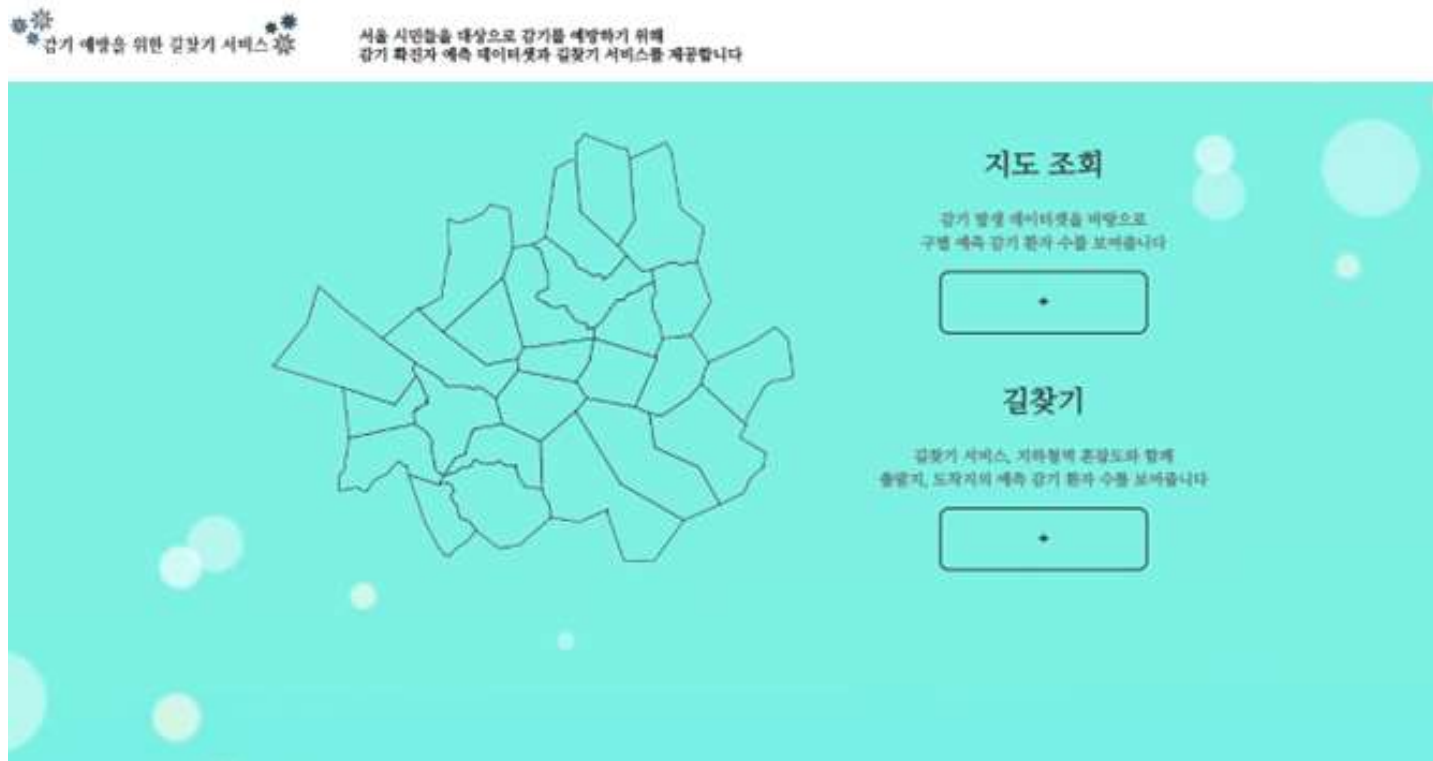 감기 예방을 위한 길찾기 서비스
서울 시민들을 대상으로 감기를 예방하기 위해
감기 확진자 예측 데이터셋과 길찾기 서비스를 제공합니다
지도 조회
감기 발생 데이터셋을 바탕으로
구별 예측 감기 환자 수를 보여줍니다
+
길찾기
길찾기 서비스, 지하철역 혼잡도와 함께
출발지, 도착지의 예측 감기 환자 수를 보여줍니다
+